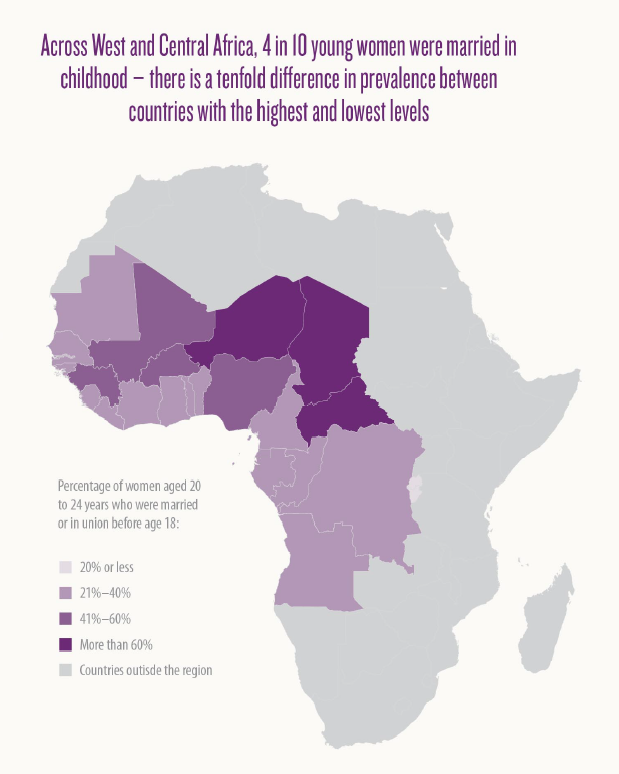 Across West and Central Africa, 4 in 10 young women were married in
childhood – there is a tenfold difference in prevalence between
countries with the highest and lowest levels
Percentage of women aged 20
to 24 years who were married
or in union before age 18:
20% or less
21%–40%
41%–60%
More than 60%
Countries outisde the region